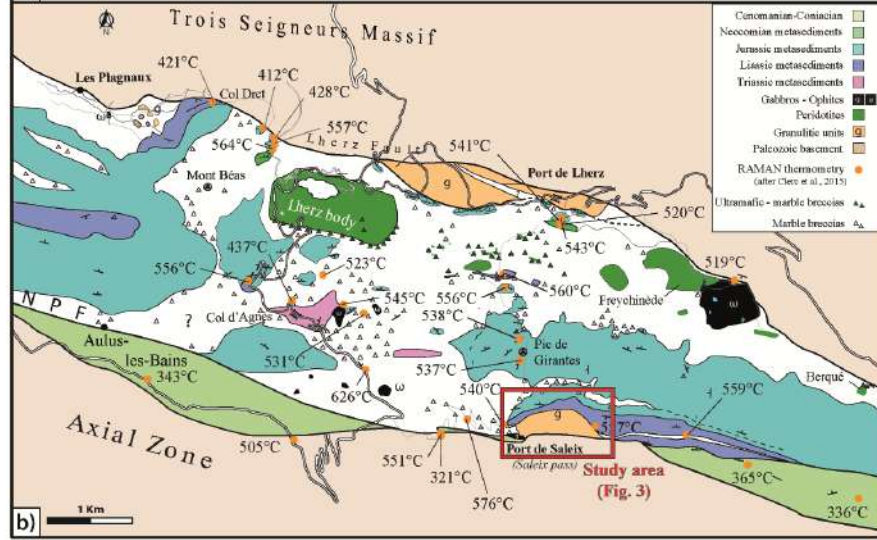 Trois Seigneurs Massif
N
Les Plagnaux
421°C
Col Dret
412°C
428°C
557°C
564°C
Lherz Fault
541°C
Port de Lherz
g
g
ω
Mont Béas
Lherz body
520°C
543°C
437°C
556°C
523°C
519°C
ω
Freychinède
560°C
556°C
545°C
538°C
N P F
?
Col d'Agnès
Pic de
Girantes
Aulus-
les-Bains
531°C
537°C
Berqué
343°C
626°C
ω
540°C
g
559°C
Axial Zone
505°C
551°C
321°C
576°C
Port de Saleix
(Saleix pass)
Study area
(Fig. 3)
365°C
336°C
b)
1 Km
Cenomanian-Coniacian
Neocomian metasediments
Jurassic metasediments
Liassic metasediments
Triassic metasediments
Gabbros - Ophites
Peridotites
Granulitic units
Paleozoic basement
RAMAN thermometry
(after Clerc et al., 2015)
Ultramafic - marble breccias
Marble breccias